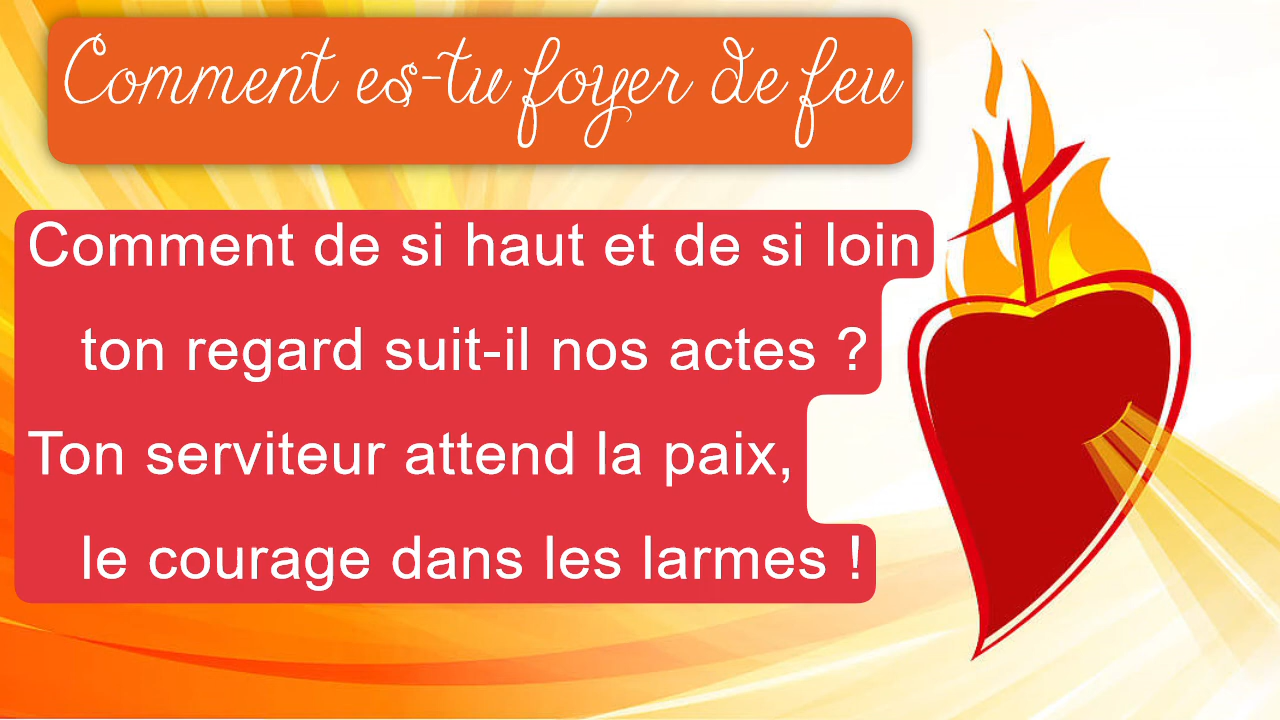 Comment es-tu foyer de feu
Comment de si haut et de si loin
ton regard suit-il nos actes ?
Ton serviteur attend la paix,
le courage dans les larmes !